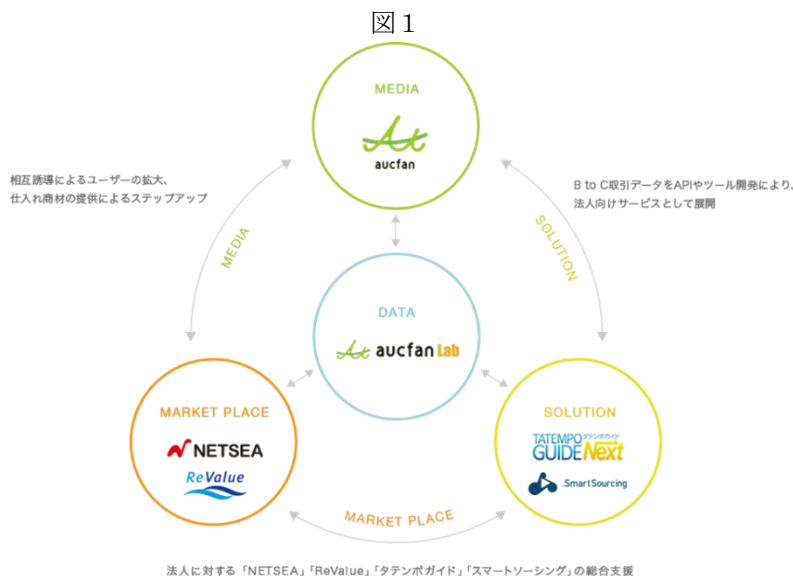 図1
MEDIA
aucfan
相互誘導によるユーザーの拡大、
仕入れ商材の提供によるステップアップ
B to C取引データをAPIやツール開発により、
法人向けサービスとして展開
MEDIA
SOLUTION
DATA
aucfan Lab
MARKET PLACE
NETSEA
ReValue
SOLUTION
TATEMPO タテンポガイド
GUIDE Next
.SmartSourcing
MARKET PLACE
法人に対する「NETSEA」「ReValue」「タテンポガイド」「スマートソーシング」の総合支援